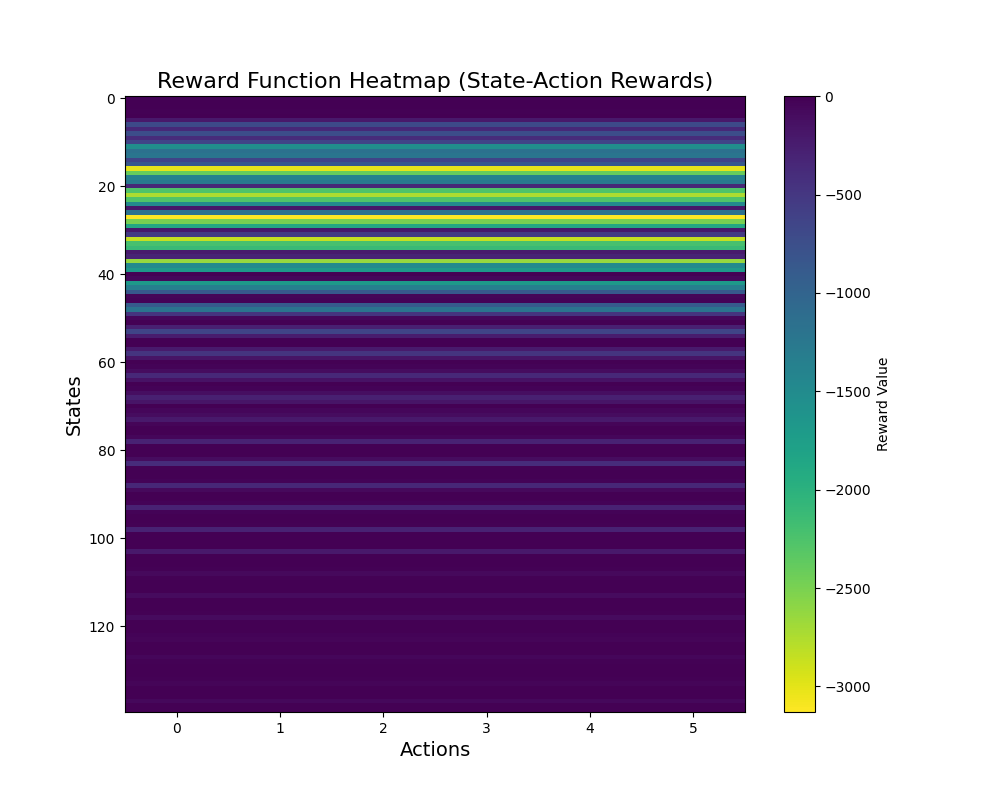 Reward Function Heatmap (State-Action Rewards)
0
20
40
60
80
100
120
States
0 1 2 3 4 5
Actions
0
−500
−1000
−1500
−2000
−2500
−3000
Reward Value